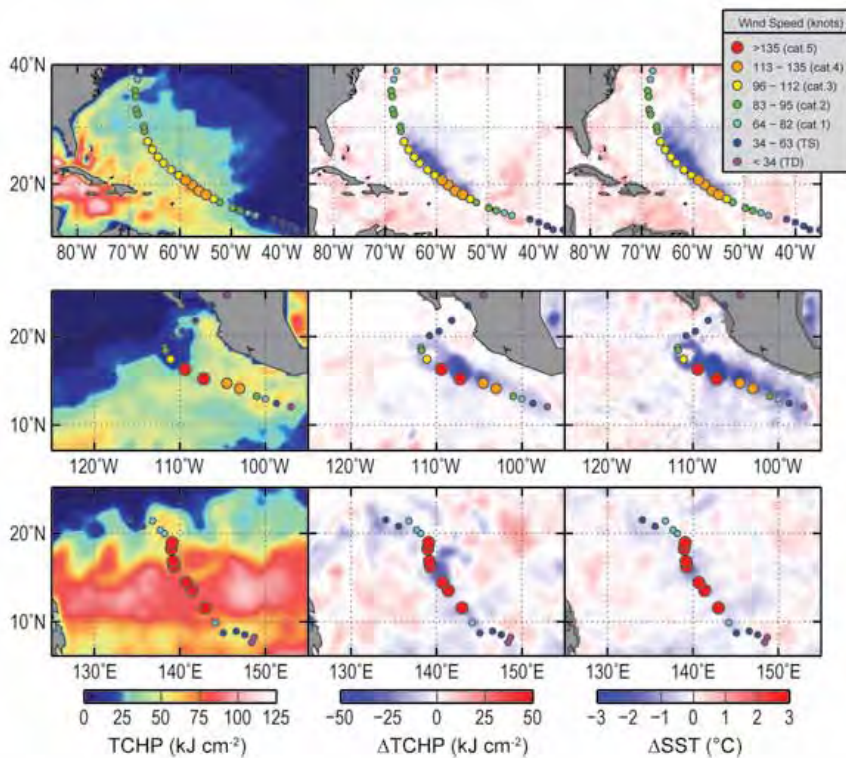 Wind Speed (knots)
>135 (cat.5)
113 – 135 (cat.4)
96 – 112 (cat.3)
83 – 95 (cat.2)
64 – 82 (cat.1)
34 – 63 (TS)
< 34 (TD)
40°N
20°N
80°W 70°W 60°W 50°W 40°W 80°W 70°W 60°W 50°W 40°W 80°W 70°W 60°W 50°W 40°W
20°N
10°N
120°W 110°W 100°W 120°W 110°W 100°W 120°W 110°W 100°W
20°N
10°N
130°E 140°E 150°E 130°E 140°E 150°E 130°E 140°E 150°E
0 25 50 75 100 125 −50 −25 0 25 50 −3 −2 −1 0 1 2 3
TCHP (kJ cm⁻²) ΔTCHP (kJ cm⁻²) ΔSST (°C)